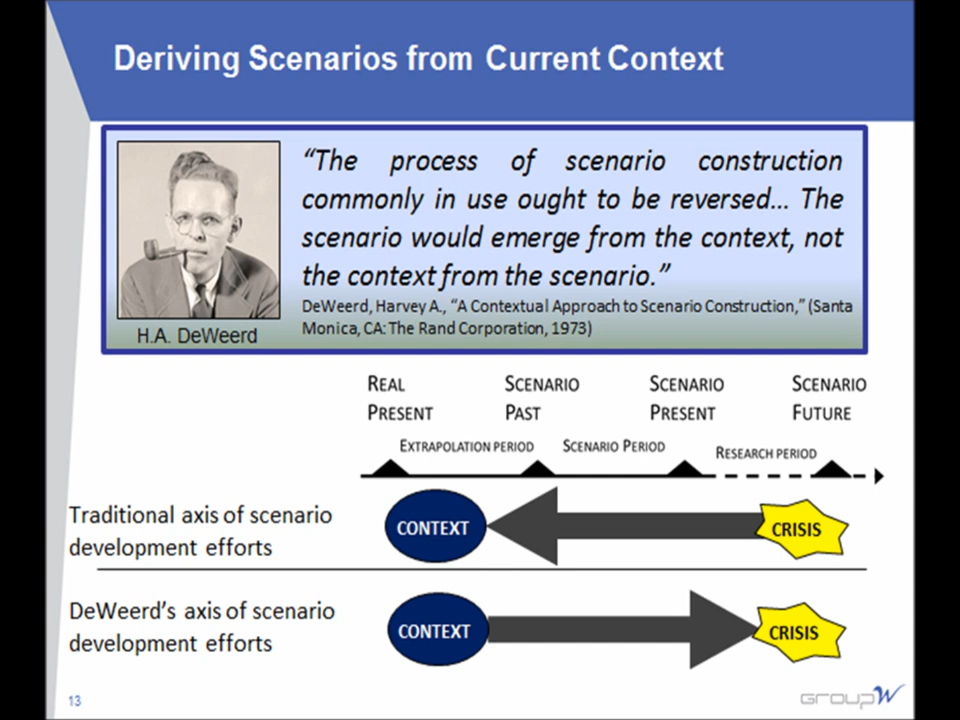 Deriving Scenarios from Current Context
“The process of scenario construction
commonly in use ought to be reversed… The
scenario would emerge from the context, not
the context from the scenario.”
DeWeerd, Harvey A., “A Contextual Approach to Scenario Construction,” (Santa
Monica, CA: The Rand Corporation, 1973)
H.A. DeWeerd
REAL PRESENT
SCENARIO PAST
SCENARIO PRESENT
SCENARIO FUTURE
EXTRAPOLATION PERIOD
SCENARIO PERIOD
RESEARCH PERIOD
Traditional axis of scenario
development efforts
CONTEXT
CRISIS
DeWeerd’s axis of scenario
development efforts
CONTEXT
CRISIS
13
GroupW